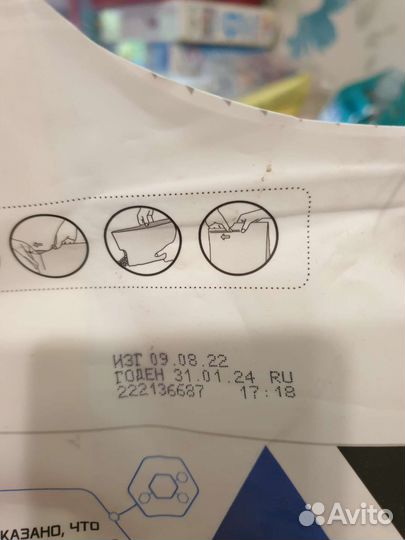 ИЗГ 09.08.22
ГОДЕН 31.01.24 RU
222136687 17:18
КАЗАНО, ЧТО
Avito